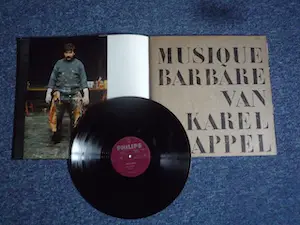 MUSIQUE
BARBARE
VAN
KAREL
APPEL
PHILIPS